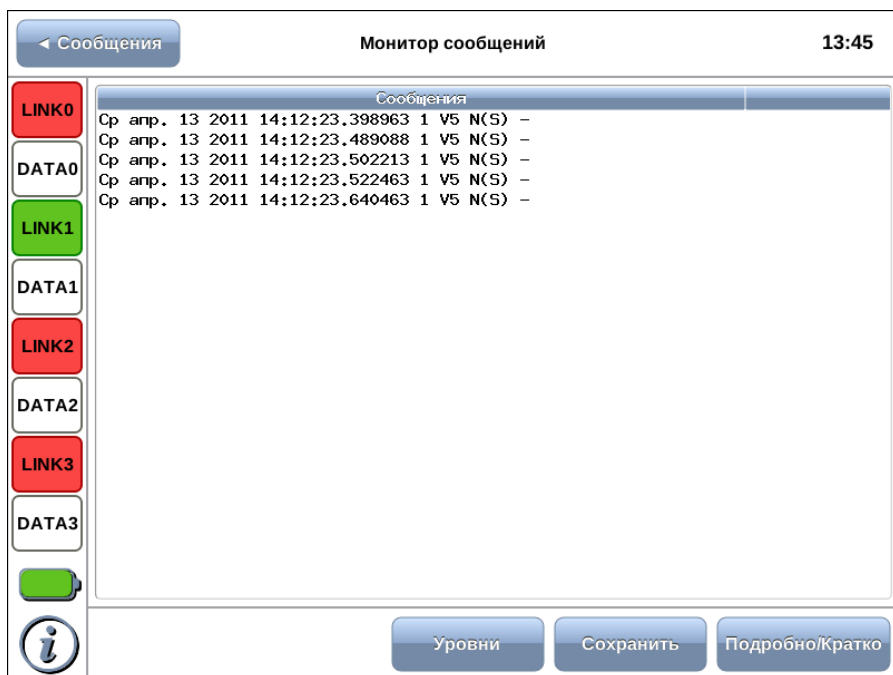 ◄ Сообщения
Монитор сообщений
13:45
LINK0
DATA0
LINK1
DATA1
LINK2
DATA2
LINK3
DATA3
Сообщения
Ср апр. 13 2011 14:12:23.398963 1 V5 N(S) –
Ср апр. 13 2011 14:12:23.489088 1 V5 N(S) –
Ср апр. 13 2011 14:12:23.502213 1 V5 N(S) –
Ср апр. 13 2011 14:12:23.522463 1 V5 N(S) –
Ср апр. 13 2011 14:12:23.640463 1 V5 N(S) –
i
Уровни
Сохранить
Подробно/Кратко